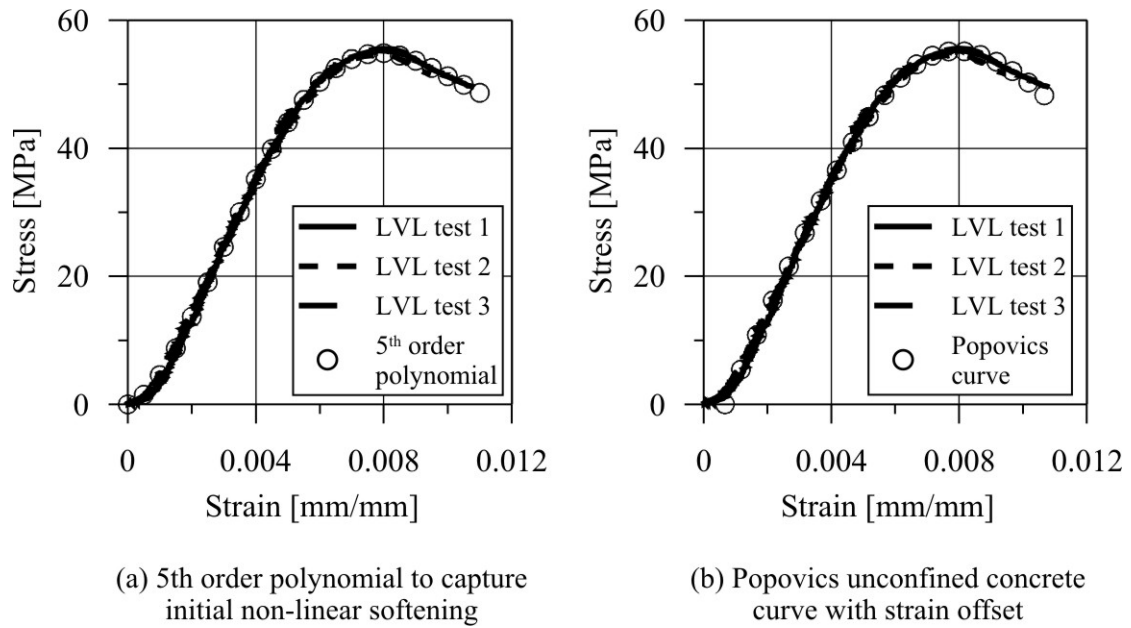 60
40
20
0
Stress [MPa]
LVL test 1
LVL test 2
LVL test 3
5th order
polynomial
0 0.004 0.008 0.012
Strain [mm/mm]
(a) 5th order polynomial to capture
initial non-linear softening
60
40
20
0
Stress [MPa]
LVL test 1
LVL test 2
LVL test 3
Popovics
curve
0 0.004 0.008 0.012
Strain [mm/mm]
(b) Popovics unconfined concrete
curve with strain offset